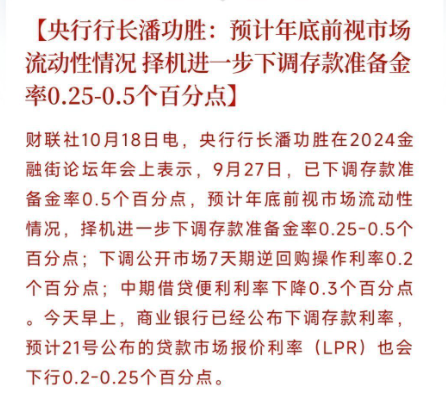 【央行行长潘功胜：预计年底前视市场
流动性情况 择机进一步下调存款准备金
率0.25-0.5个百分点】
财联社10月18日电，央行行长潘功胜在2024金
融街论坛年会上表示，9月27日，已下调存款准
备金率0.5个百分点，预计年底前视市场流动性
情况，择机进一步下调存款准备金率0.25-0.5个
百分点；下调公开市场7天期逆回购操作利率0.2
个百分点；中期借贷便利利率下降0.3个百分点
。今天早上，商业银行已经公布下调存款利率，
预计21号公布的贷款市场报价利率（LPR）也会
下行0.2-0.25个百分点。